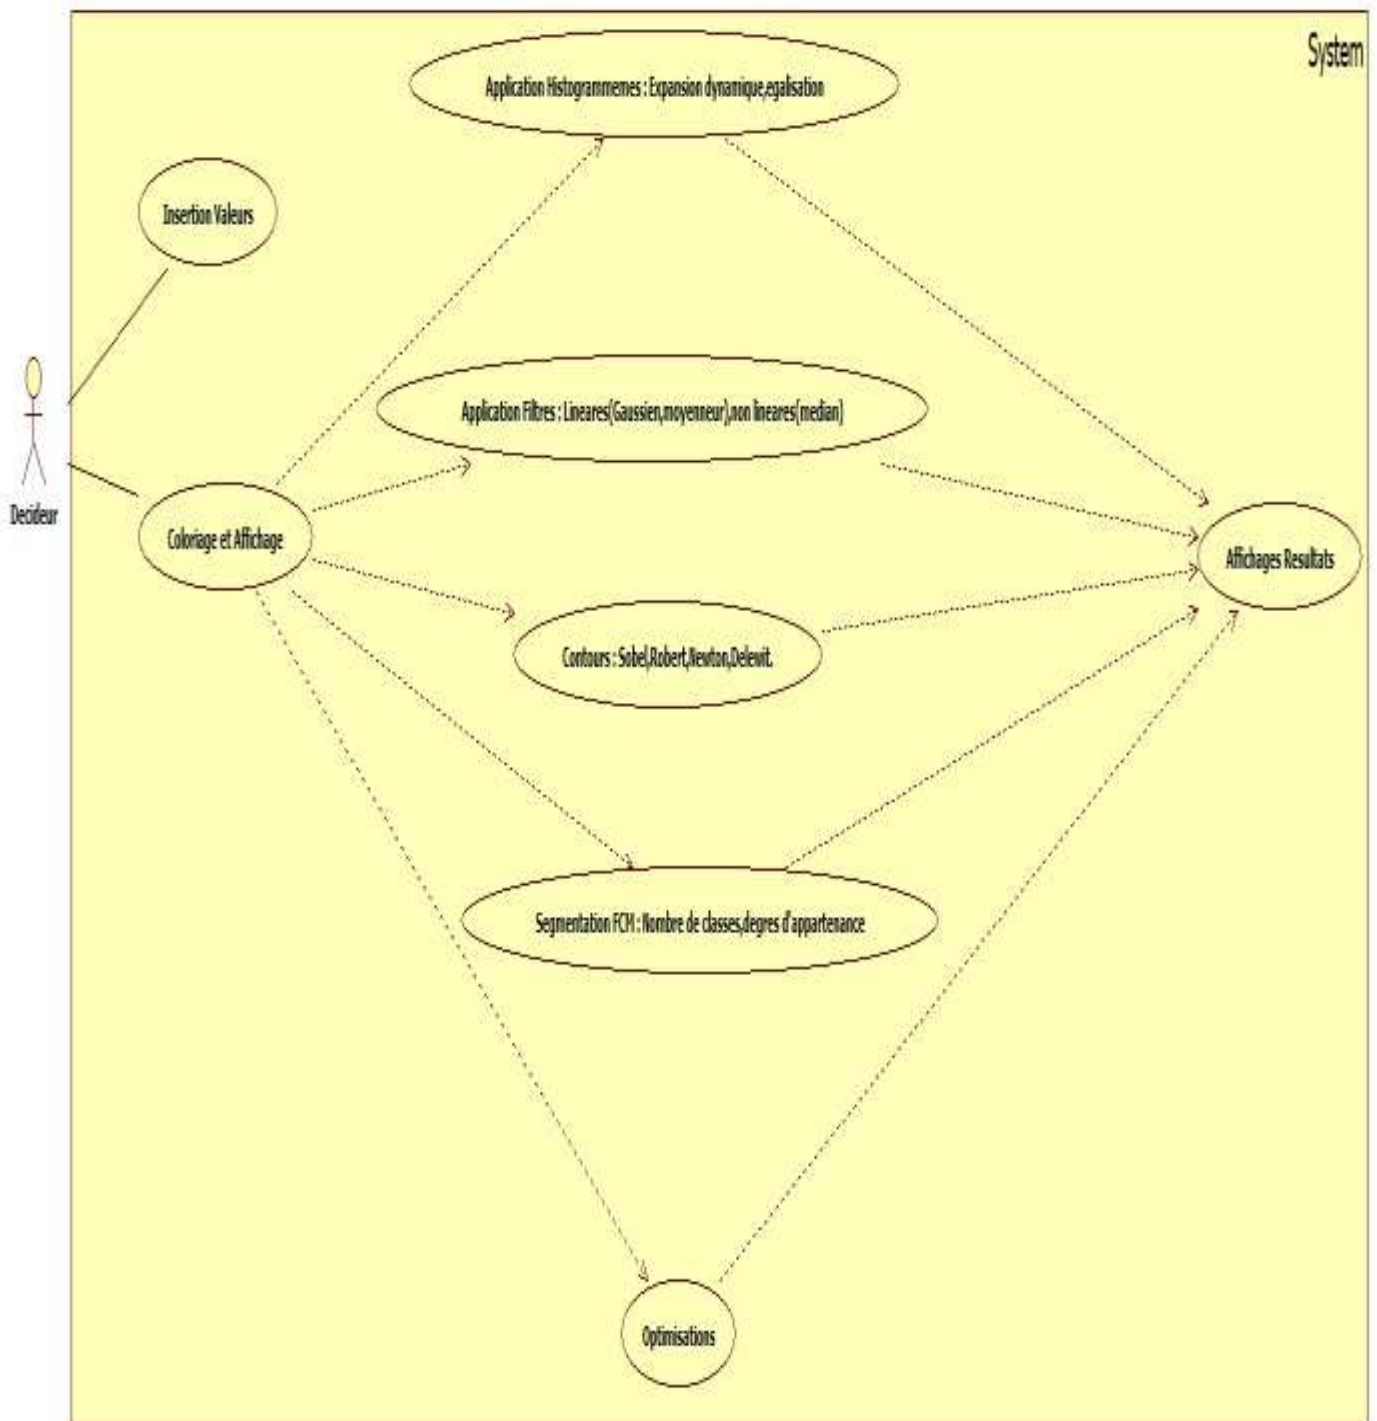 System
Application Histogrammemes : Expansion dynamique,egalisation
Insertion Valeurs
Application Filtres : Lineares(Gaussien,moyenneur),non lineares(median)
Decideur
Coloriage et Affichage
Affichages Resultats
Contours : Sobel,Robert,Newton,Delewit.
Segmentation FCM : Nombre de classes,degres d'appartenance
Optimisations